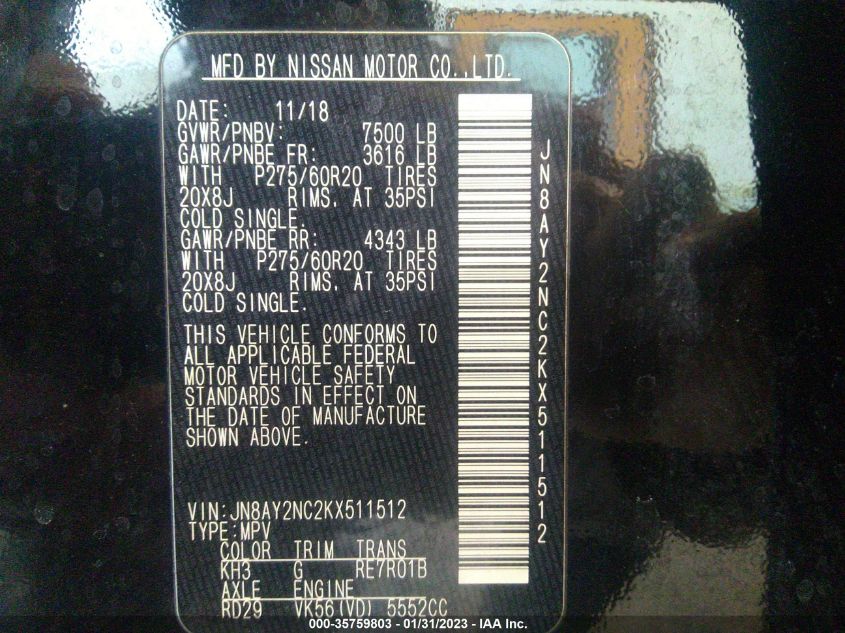 MFD BY NISSAN MOTOR CO.,LTD.
DATE: 11/18
GVWR/PNBV: 7500 LB
GAWR/PNBE FR: 3616 LB
WITH P275/60R20 TIRES
20X8J RIMS. AT 35PSI
COLD SINGLE.
GAWR/PNBE RR: 4343 LB
WITH P275/60R20 TIRES
20X8J RIMS. AT 35PSI
COLD SINGLE.
THIS VEHICLE CONFORMS TO
ALL APPLICABLE FEDERAL
MOTOR VEHICLE SAFETY
STANDARDS IN EFFECT ON
THE DATE OF MANUFACTURE
SHOWN ABOVE.
VIN:JN8AY2NC2KX511512
TYPE:MPV
COLOR TRIM TRANS
KH3 G RE7R01B
AXLE ENGINE
RD29 VK56(VD) 5552CC
JN8AY2NC2KX511512
000-35759803 - 01/31/2023 - IAA Inc.